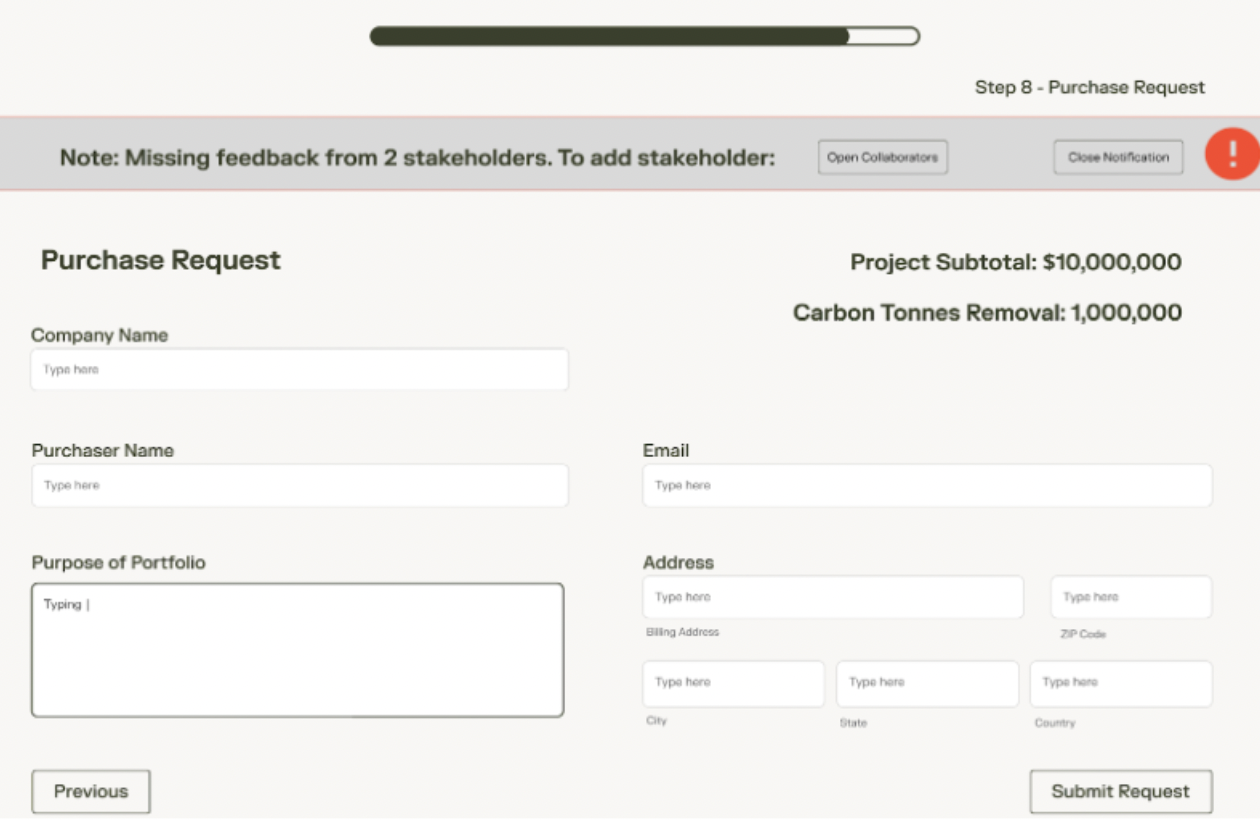 Step 8 - Purchase Request
Note: Missing feedback from 2 stakeholders. To add stakeholder:
Open Collaborators
Close Notification
!
Purchase Request
Project Subtotal: $10,000,000
Carbon Tonnes Removal: 1,000,000
Company Name
Type here
Purchaser Name
Type here
Email
Type here
Purpose of Portfolio
Typing |
Address
Type here
Billing Address
Type here
ZIP Code
Type here
City
Type here
State
Type here
Country
Previous
Submit Request